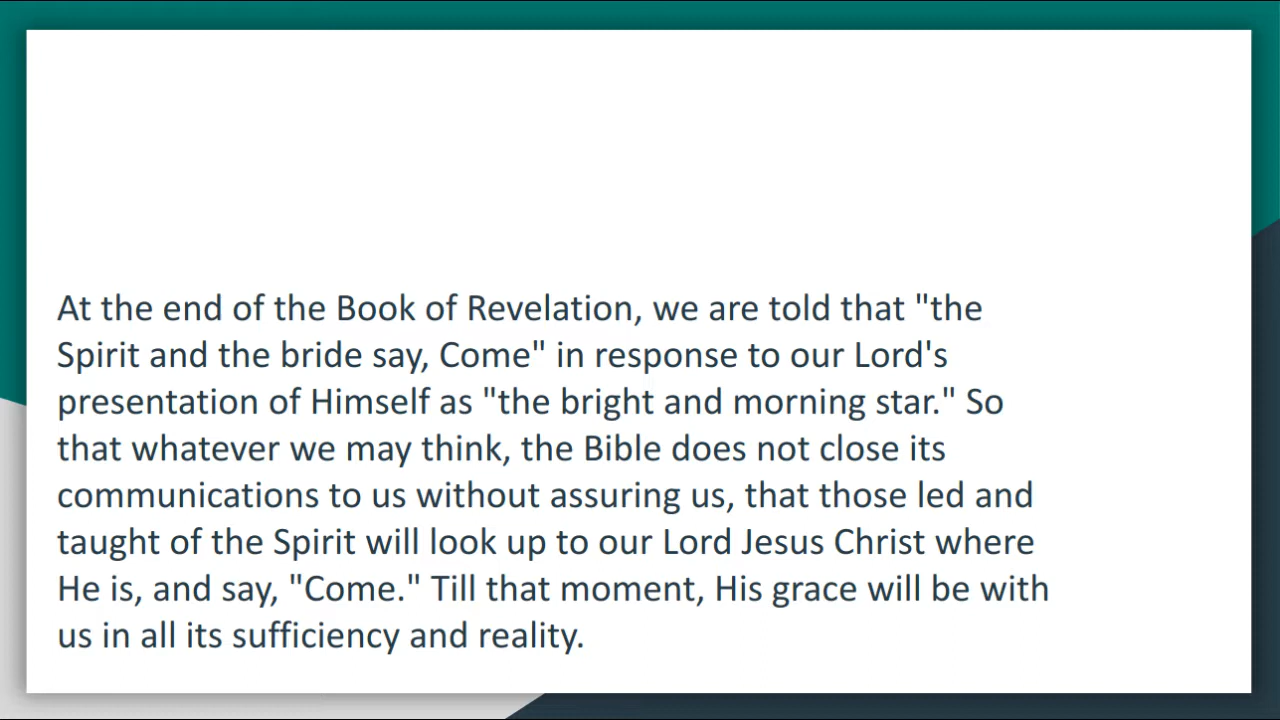 At the end of the Book of Revelation, we are told that "the
Spirit and the bride say, Come" in response to our Lord's
presentation of Himself as "the bright and morning star." So
that whatever we may think, the Bible does not close its
communications to us without assuring us, that those led and
taught of the Spirit will look up to our Lord Jesus Christ where
He is, and say, "Come." Till that moment, His grace will be with
us in all its sufficiency and reality.